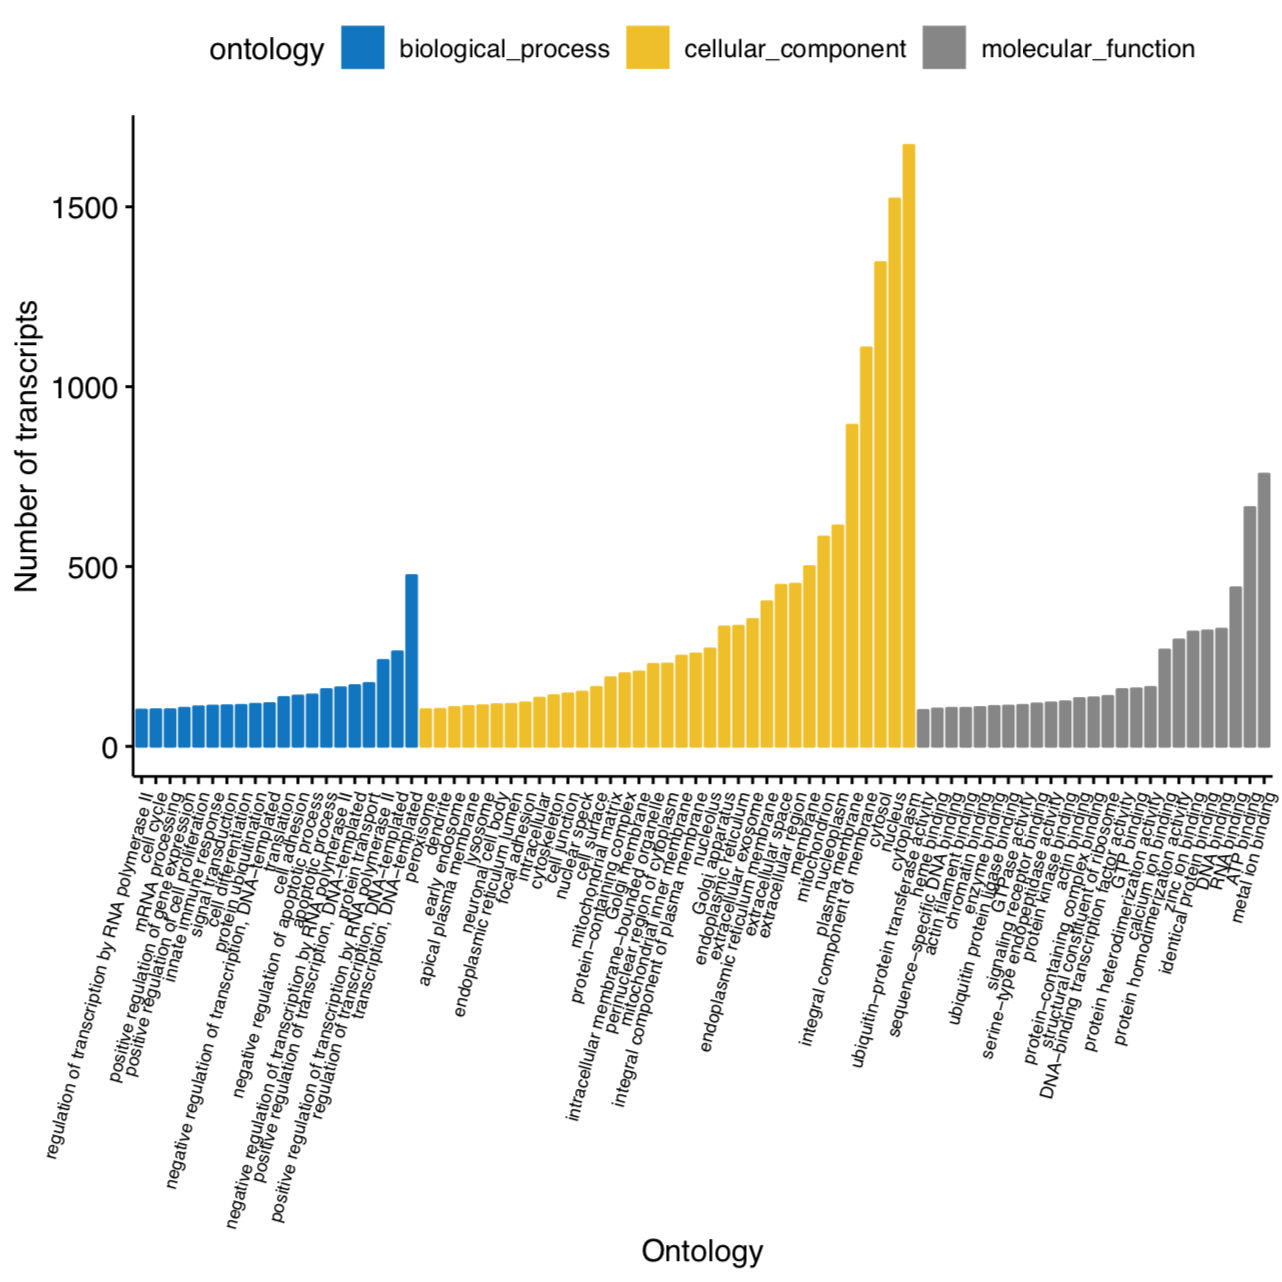 ontology biological_process cellular_component molecular_function
Number of transcripts
1500
1000
500
0
regulation of transcription by RNA polymerase II
cell cycle
mRNA processing
positive regulation of gene expression
positive regulation of cell proliferation
innate immune response
signal transduction
cell differentiation
protein ubiquitination
negative regulation of transcription, DNA-templated
translation
cell adhesion
negative regulation of apoptotic process
apoptotic process
negative regulation of transcription by RNA polymerase II
positive regulation of transcription, DNA-templated
protein transport
positive regulation of transcription by RNA polymerase II
regulation of transcription, DNA-templated
transcription, DNA-templated
peroxisome
dendrite
early endosome
apical plasma membrane
lysosome
neuronal cell body
endoplasmic reticulum lumen
focal adhesion
intracellular
cytoskeleton
cell junction
nuclear speck
cell surface
mitochondrial matrix
protein-containing complex
Golgi membrane
intracellular membrane-bounded organelle
perinuclear region of cytoplasm
mitochondrial inner membrane
integral component of plasma membrane
nucleolus
Golgi apparatus
endoplasmic reticulum
extracellular exosome
endoplasmic reticulum membrane
extracellular space
extracellular region
membrane
mitochondrion
nucleoplasm
plasma membrane
integral component of membrane
cytosol
nucleus
cytoplasm
ubiquitin-protein transferase activity
heme binding
sequence-specific DNA binding
actin filament binding
chromatin binding
enzyme binding
ubiquitin protein ligase binding
GTPase activity
signaling receptor binding
serine-type endopeptidase activity
protein kinase binding
actin binding
protein-containing complex binding
structural constituent of ribosome
DNA-binding transcription factor activity
GTP binding
protein heterodimerization activity
calcium ion binding
protein homodimerization activity
zinc ion binding
identical protein binding
DNA binding
RNA binding
ATP binding
metal ion binding
Ontology